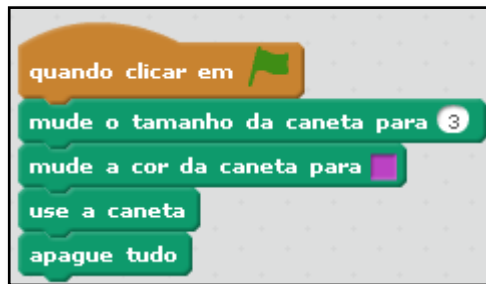 quando clicar em
mude o tamanho da caneta para 3
mude a cor da caneta para
use a caneta
apague tudo